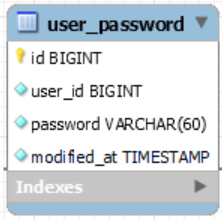 user_password
id BIGINT
user_id BIGINT
password VARCHAR(60)
modified_at TIMESTAMP
Indexes